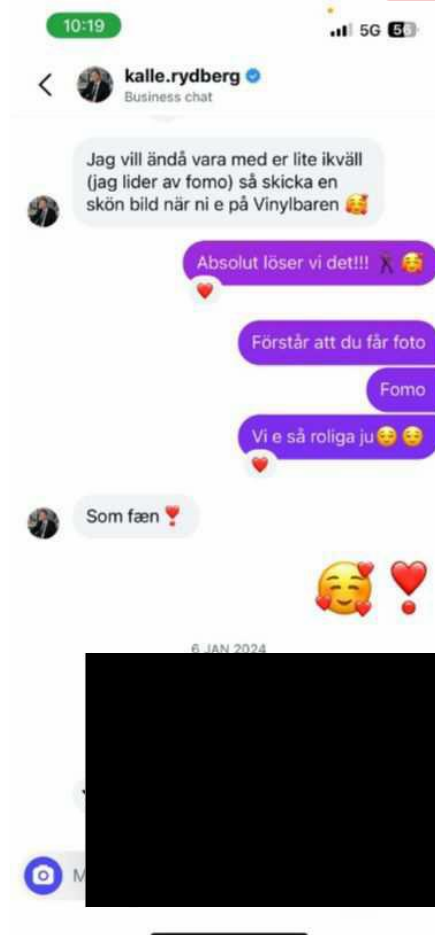 10:19
5G 56
kalle.rydberg
Business chat
Jag vill ändå vara med er lite ikväll
(jag lider av fomo) så skicka en
skön bild när ni e på Vinylbaren 🥰
Absolut löser vi det!!! 🕺🏿 🥰
Förstår att du får foto
Fomo
Vi e så roliga ju😌 😌
Som fæn ❣️
🥰 ❣️
6 JAN 2024